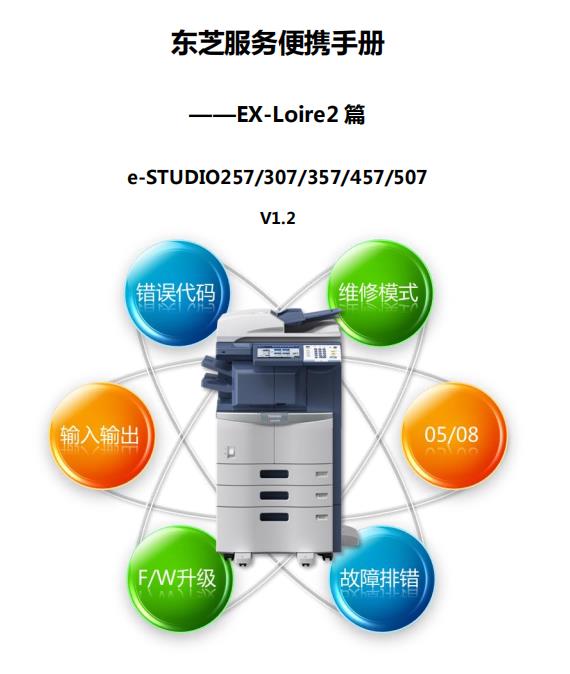 东芝服务便携手册
——EX-Loire2 篇
e-STUDIO257/307/357/457/507
V1.2
错误代码
维修模式
输入输出
05/08
F/W升级
故障排错